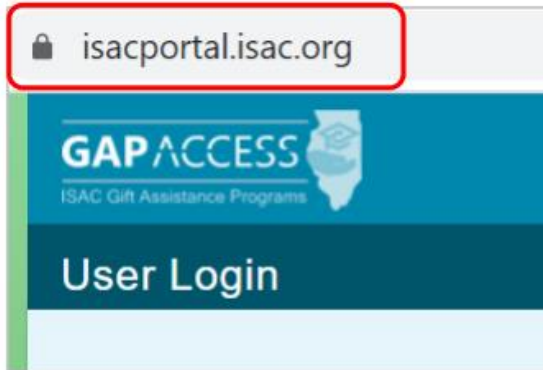 isacportal.isac.org
GAP ACCESS
ISAC Gift Assistance Programs
User Login